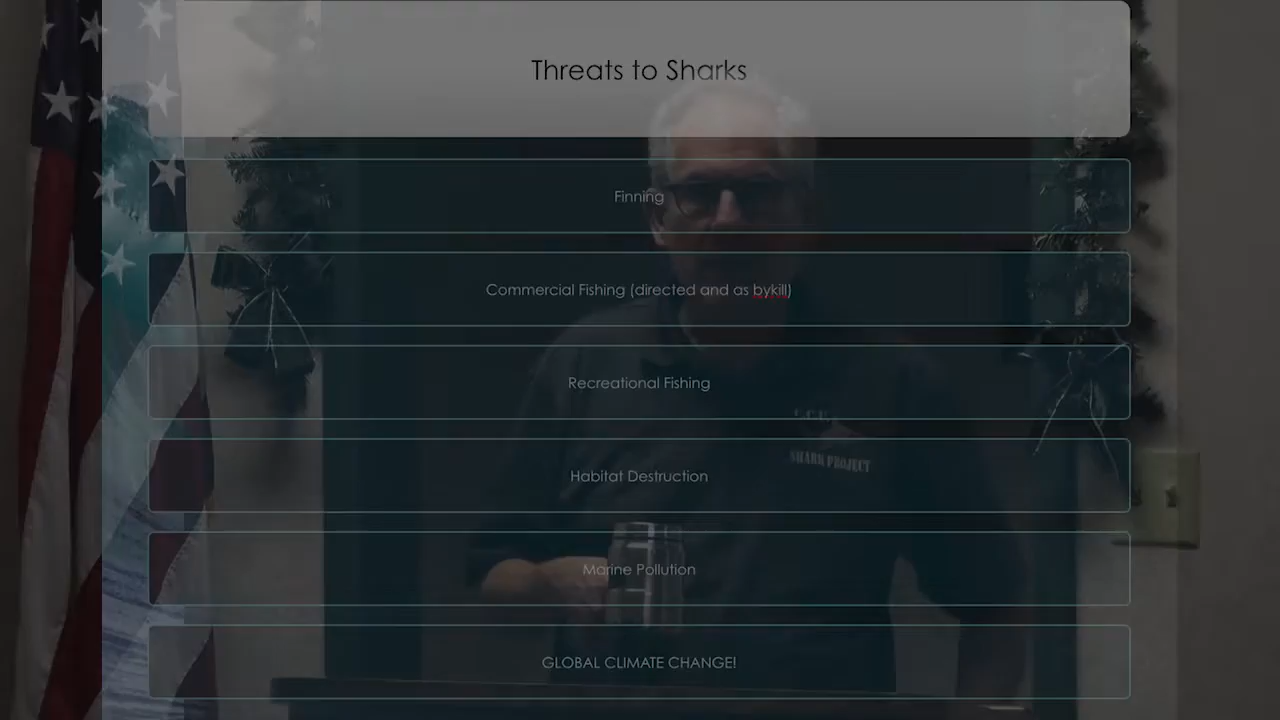 Threats to Sharks
Finning
Commercial Fishing (directed and as bykill)
Recreational Fishing
SHARK PROJECT
Habitat Destruction
Marine Pollution
GLOBAL CLIMATE CHANGE!